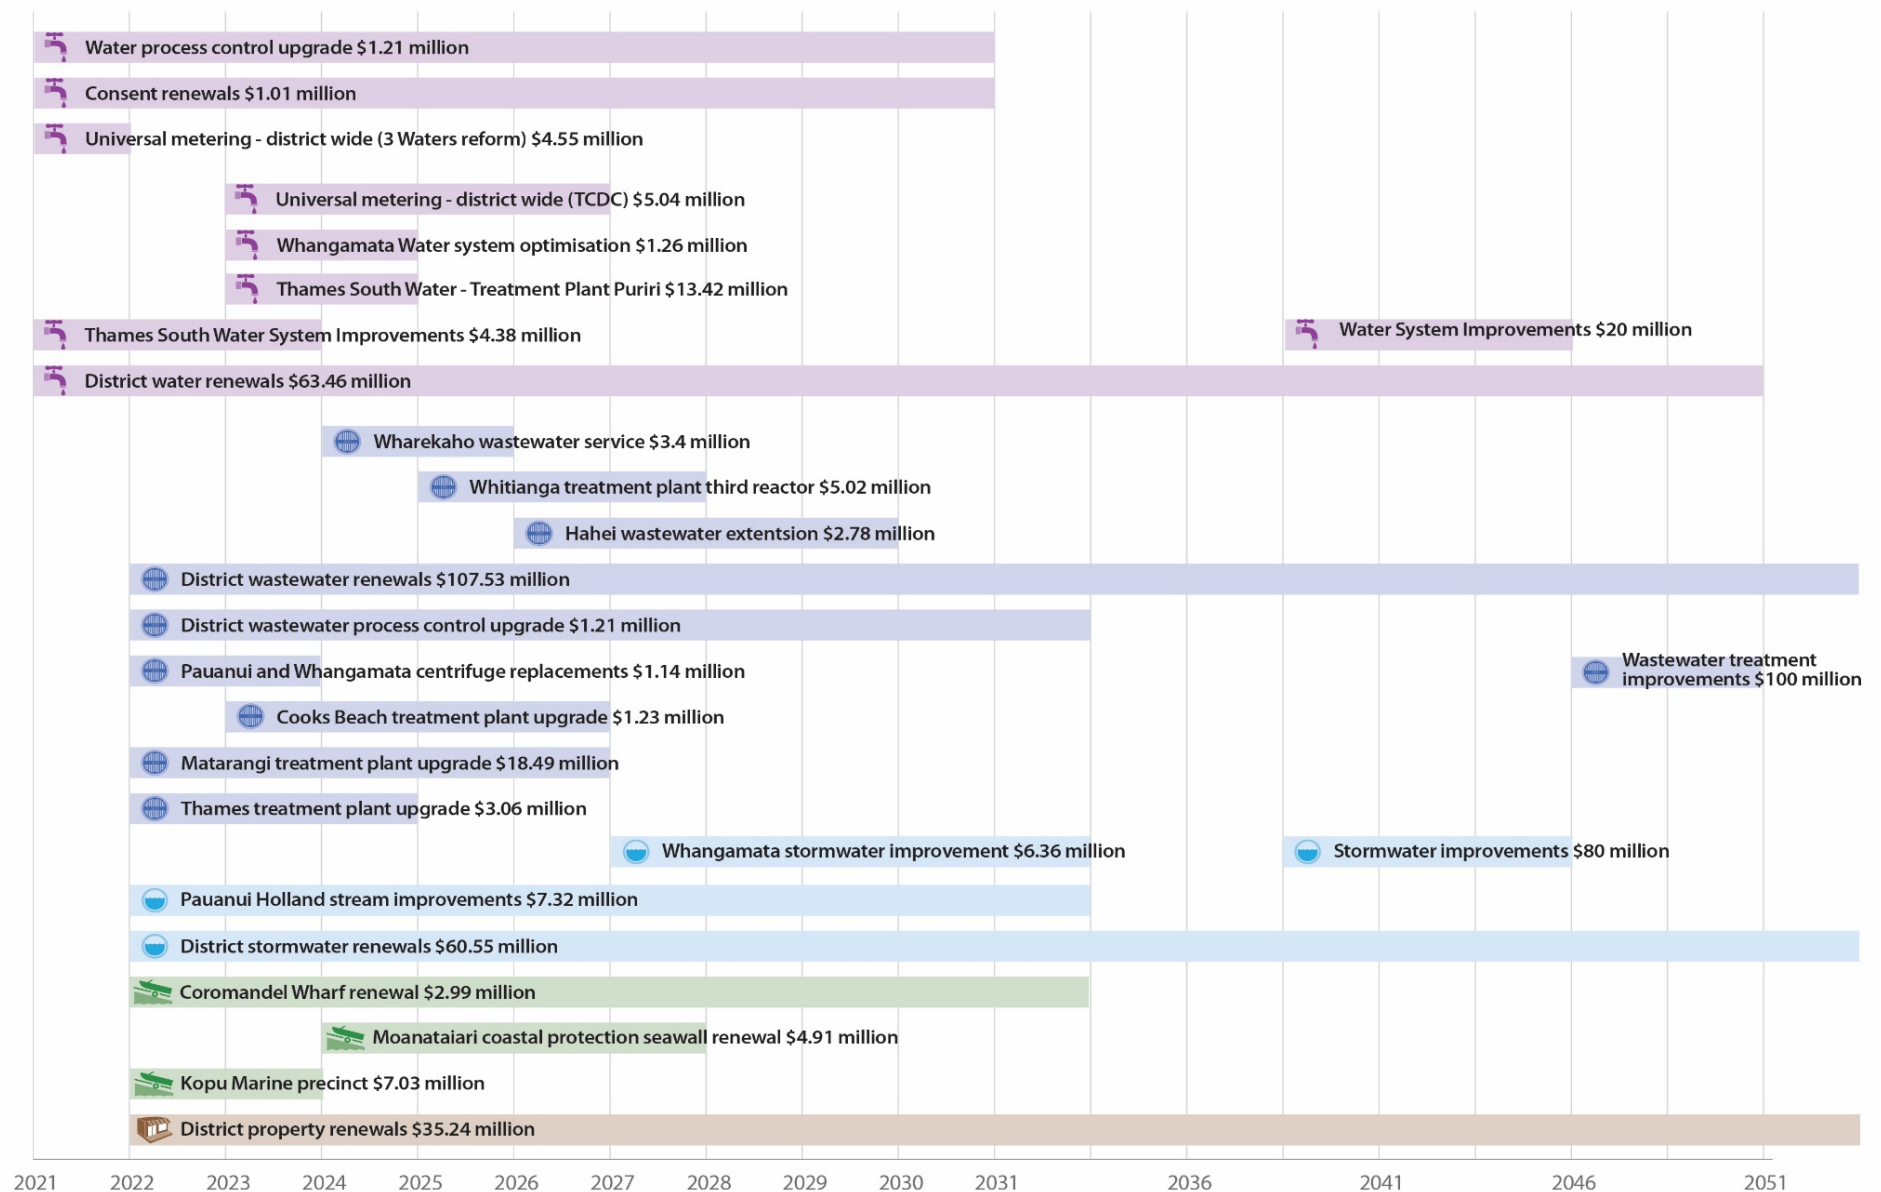 Water process control upgrade $1.21 million
Consent renewals $1.01 million
Universal metering - district wide (3 Waters reform) $4.55 million
Universal metering - district wide (TCDC) $5.04 million
Whangamata Water system optimisation $1.26 million
Thames South Water - Treatment Plant Puriri $13.42 million
Thames South Water System Improvements $4.38 million
Water System Improvements $20 million
District water renewals $63.46 million
Wharekaho wastewater service $3.4 million
Whitianga treatment plant third reactor $5.02 million
Hahei wastewater extentsion $2.78 million
District wastewater renewals $107.53 million
District wastewater process control upgrade $1.21 million
Pauanui and Whangamata centrifuge replacements $1.14 million
Wastewater treatment
improvements $100 million
Cooks Beach treatment plant upgrade $1.23 million
Matarangi treatment plant upgrade $18.49 million
Thames treatment plant upgrade $3.06 million
Whangamata stormwater improvement $6.36 million
Stormwater improvements $80 million
Pauanui Holland stream improvements $7.32 million
District stormwater renewals $60.55 million
Coromandel Wharf renewal $2.99 million
Moanataiari coastal protection seawall renewal $4.91 million
Kopu Marine precinct $7.03 million
District property renewals $35.24 million
2021 2022 2023 2024 2025 2026 2027 2028 2029 2030 2031 2036 2041 2046 2051